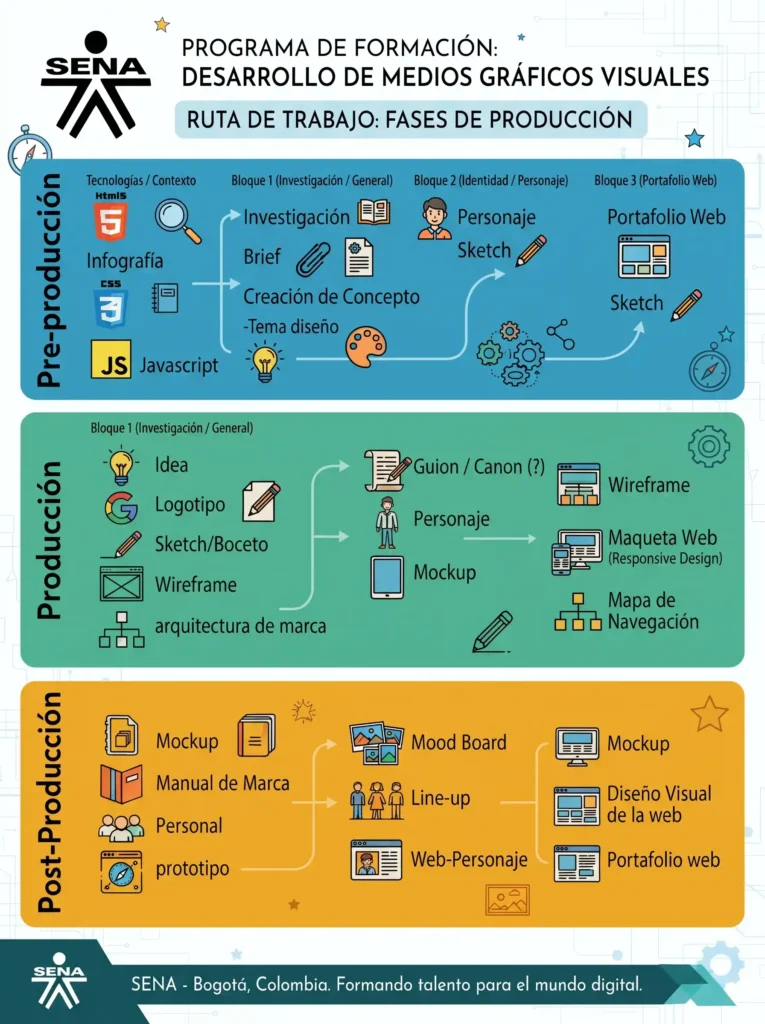 SENA
PROGRAMA DE FORMACIÓN:
DESARROLLO DE MEDIOS GRÁFICOS VISUALES
RUTA DE TRABAJO: FASES DE PRODUCCIÓN
Pre-producción
Tecnologías / Contexto
Html5
5
Infografía
CSS
3
JS
Javascript
Bloque 1 (Investigación / General)
Investigación
Brief
Creación de Concepto
-Tema diseño
Bloque 2 (Identidad / Personaje)
Personaje
Sketch
Bloque 3 (Portafolio Web)
Portafolio Web
Sketch
Producción
Bloque 1 (Investigación / General)
Idea
Logotipo
Sketch/Boceto
Wireframe
arquitectura de marca
Guion / Canon (?)
Personaje
Mockup
Wireframe
Maqueta Web
(Responsive Design)
Mapa de
Navegación
Post-Producción
Mockup
Manual de Marca
Personal
prototipo
Mood Board
Line-up
Web-Personaje
Mockup
Diseño Visual
de la web
Portafolio web
SENA
SENA - Bogotá, Colombia. Formando talento para el mundo digital.